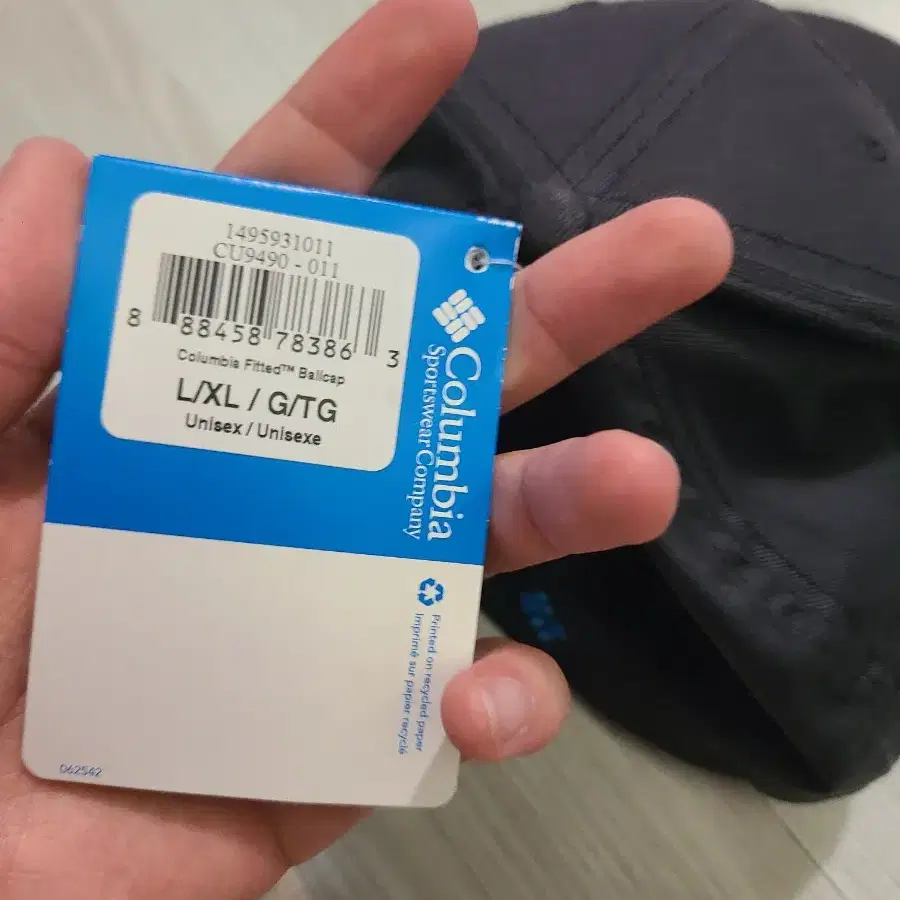 1495931011
CU9490 - 011
8 88458 78386 3
Columbia Fitted™ Ballcap
L/XL / G/TG
Unisex / Unisexe
Columbia
Sportswear Company
Printed on recycled paper
Imprimé sur papier recyclé
062542